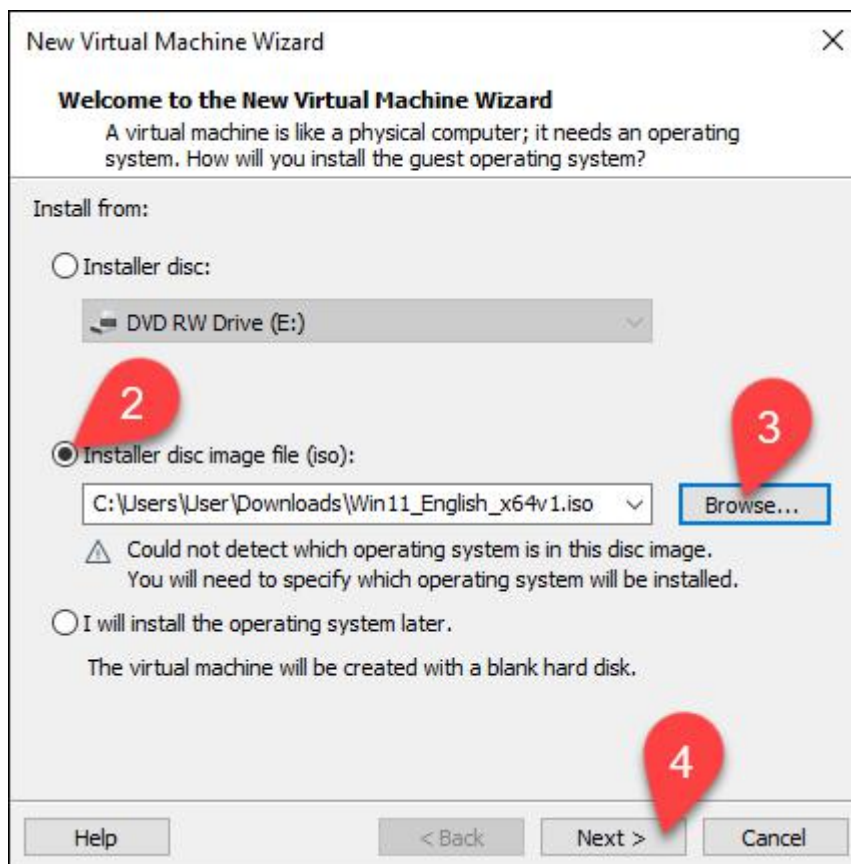 New Virtual Machine Wizard
Welcome to the New Virtual Machine Wizard
A virtual machine is like a physical computer; it needs an operating
system. How will you install the guest operating system?
Install from:
Installer disc:
DVD RW Drive (E:)
2
3
Installer disc image file (iso):
C:\Users\User\Downloads\Win11_English_x64v1.iso
Browse...
Could not detect which operating system is in this disc image.
You will need to specify which operating system will be installed.
I will install the operating system later.
The virtual machine will be created with a blank hard disk.
4
Help
< Back
Next >
Cancel